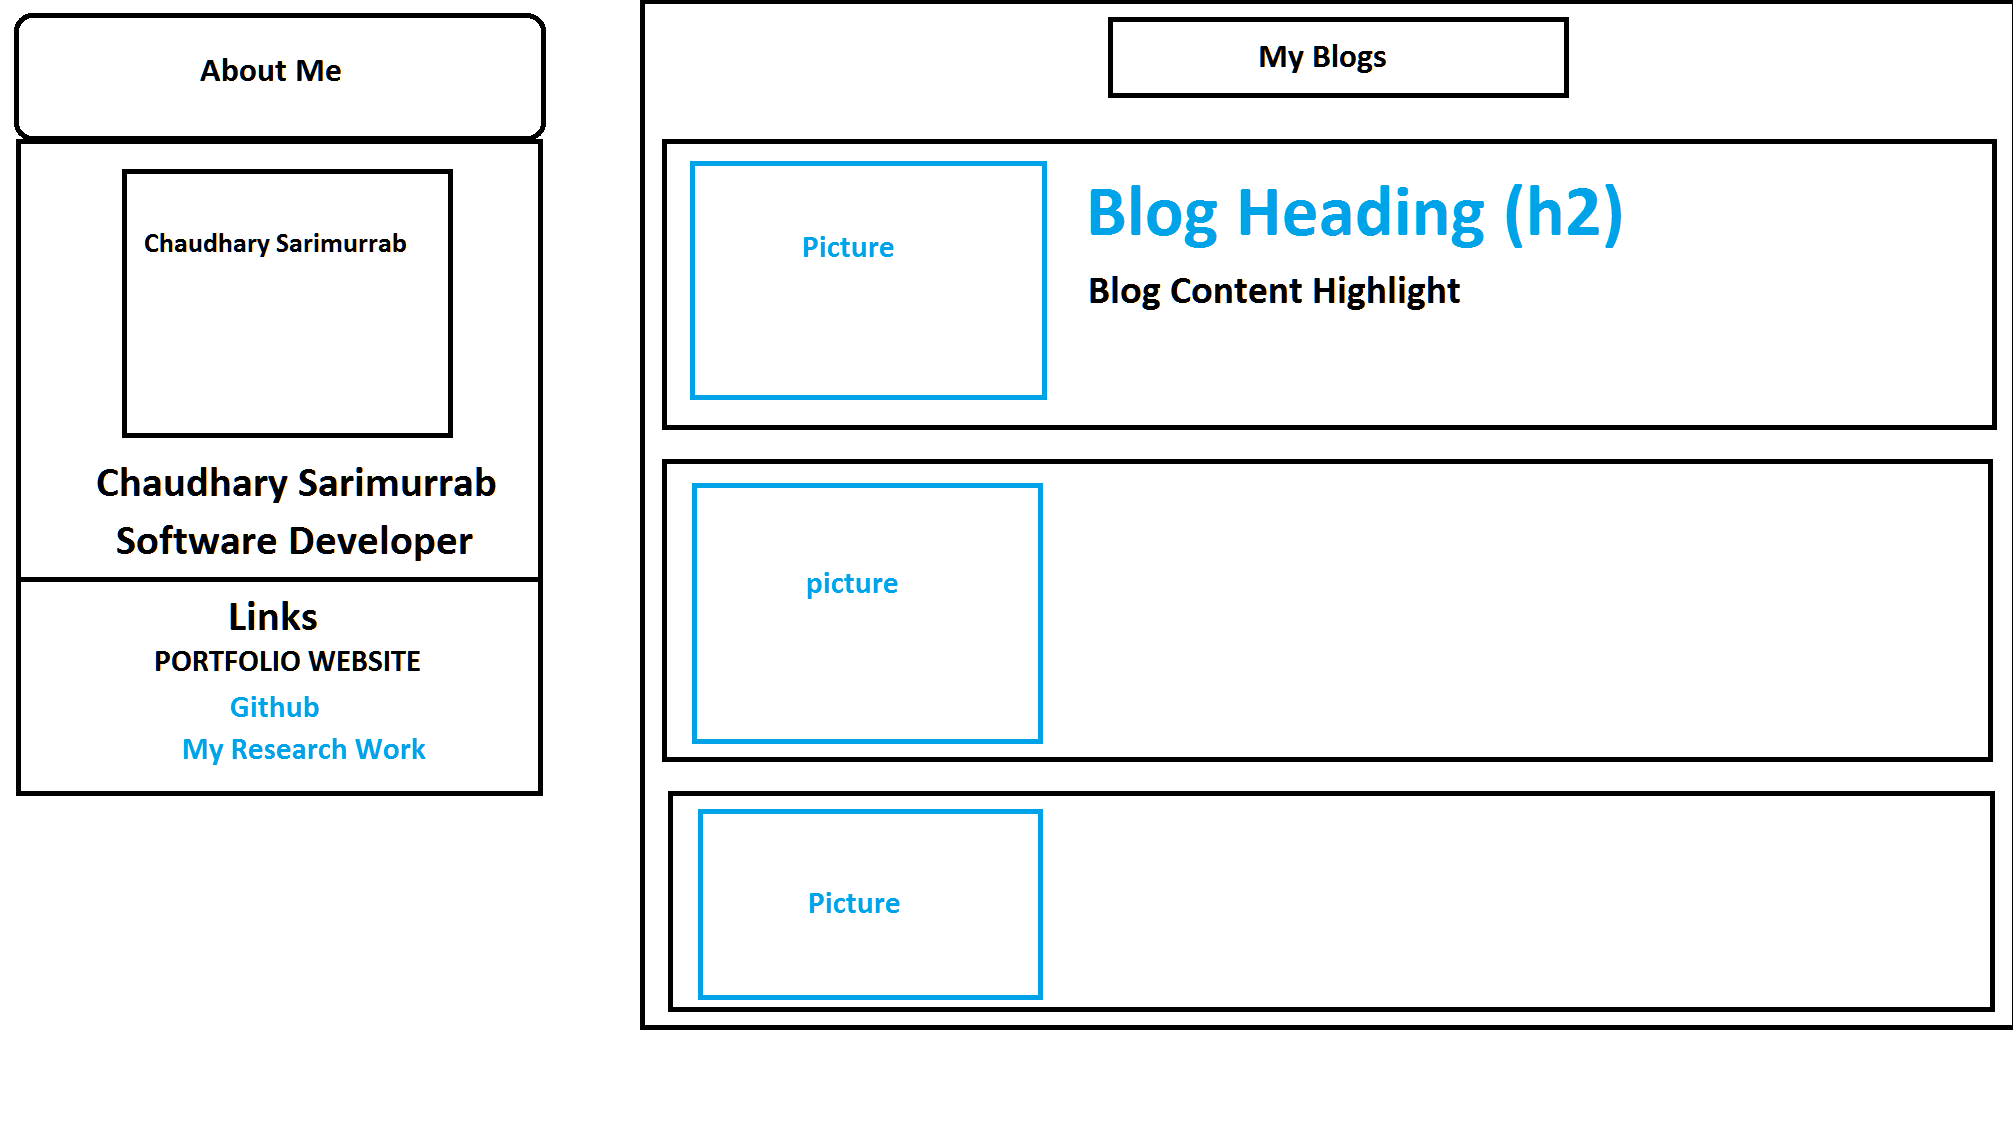 About Me
Chaudhary Sarimurrab
Chaudhary Sarimurrab
Software Developer
Links
PORTFOLIO WEBSITE
Github
My Research Work
My Blogs
Picture
Blog Heading (h2)
Blog Content Highlight
picture
Picture